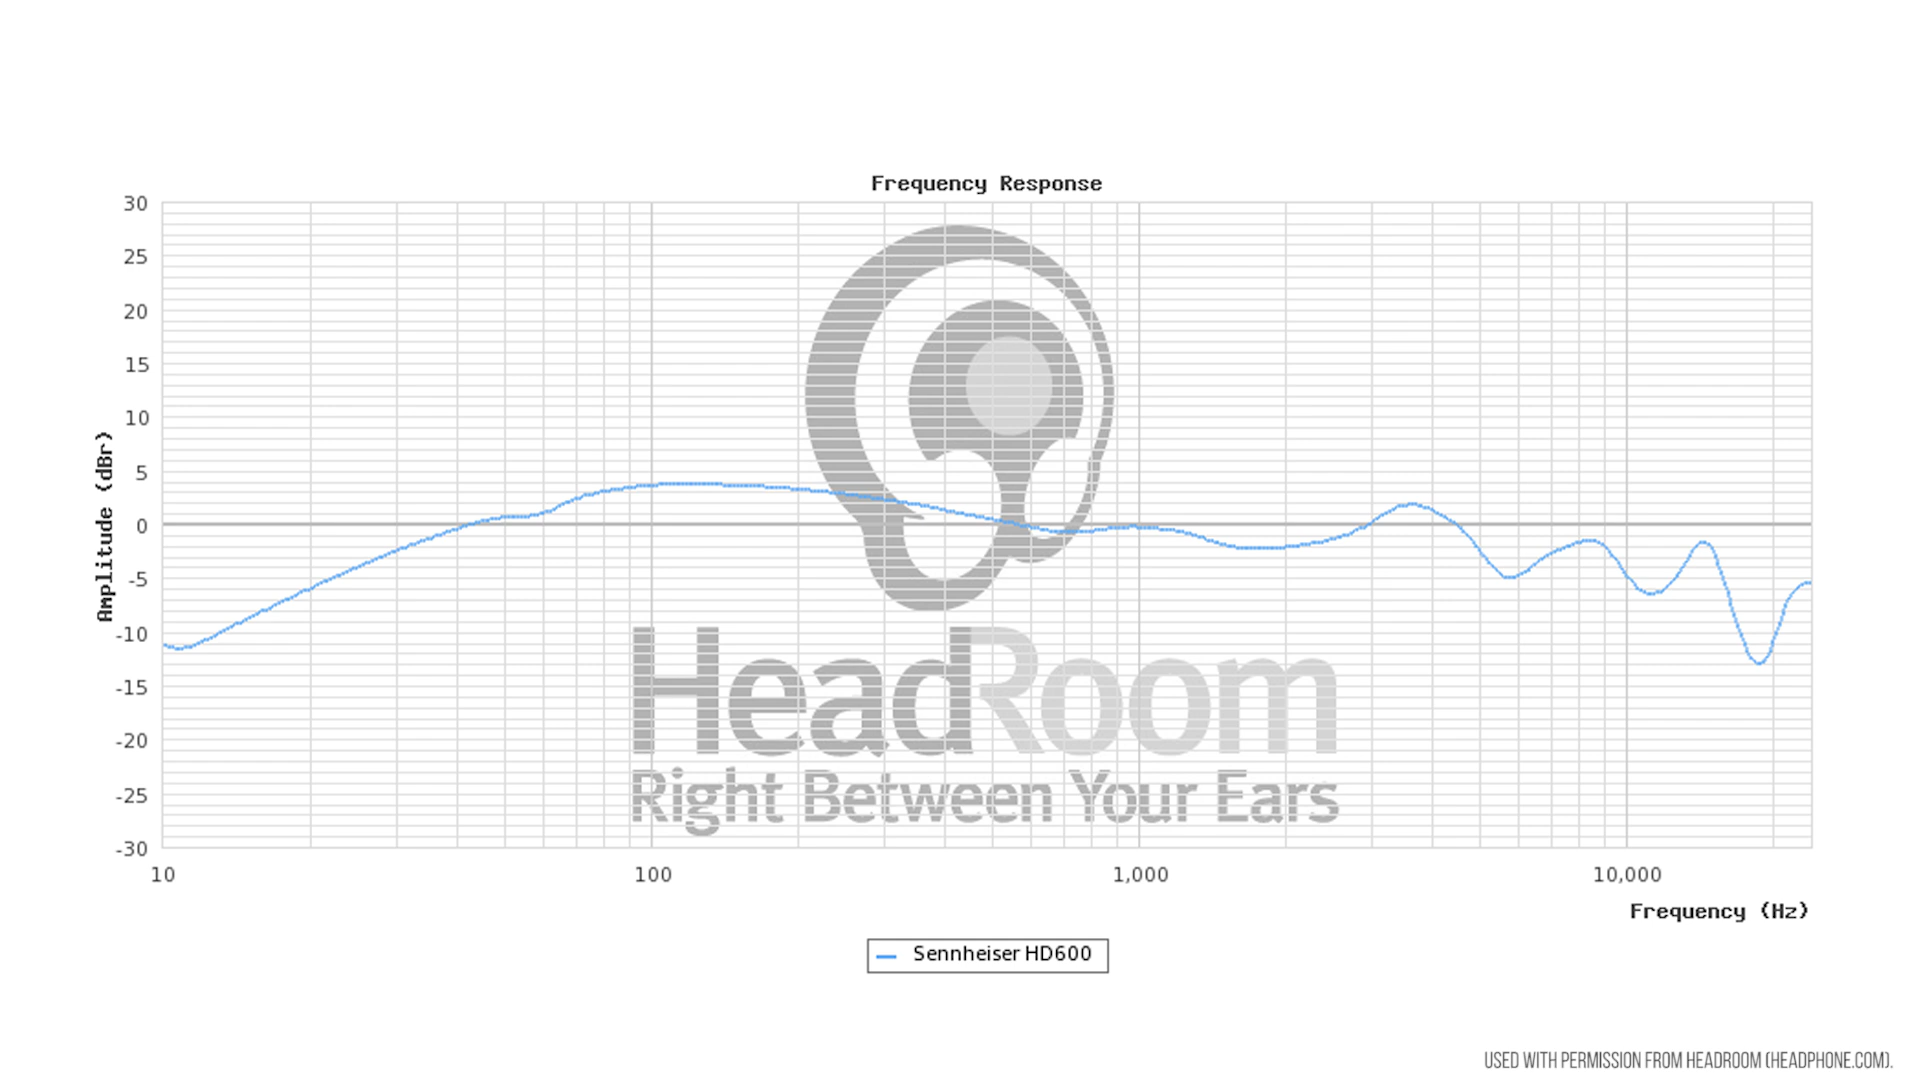 Frequency Response
30
25
20
15
10
5
0
-5
-10
-15
-20
-25
-30
Amplitude (dBr)
HeadRoom
Right Between Your Ears
10 100 1,000 10,000
Frequency (Hz)
Sennheiser HD600
USED WITH PERMISSION FROM HEADROOM (HEADPHONE.COM).